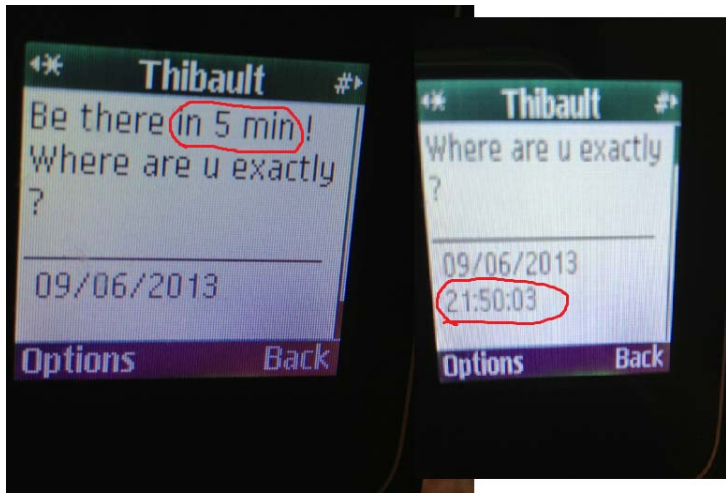 Thibault
Be there in 5 min !
Where are u exactly
?
09/06/2013
Options Back
Thibault
Where are u exactly
?
09/06/2013
21:50:03
Options Back